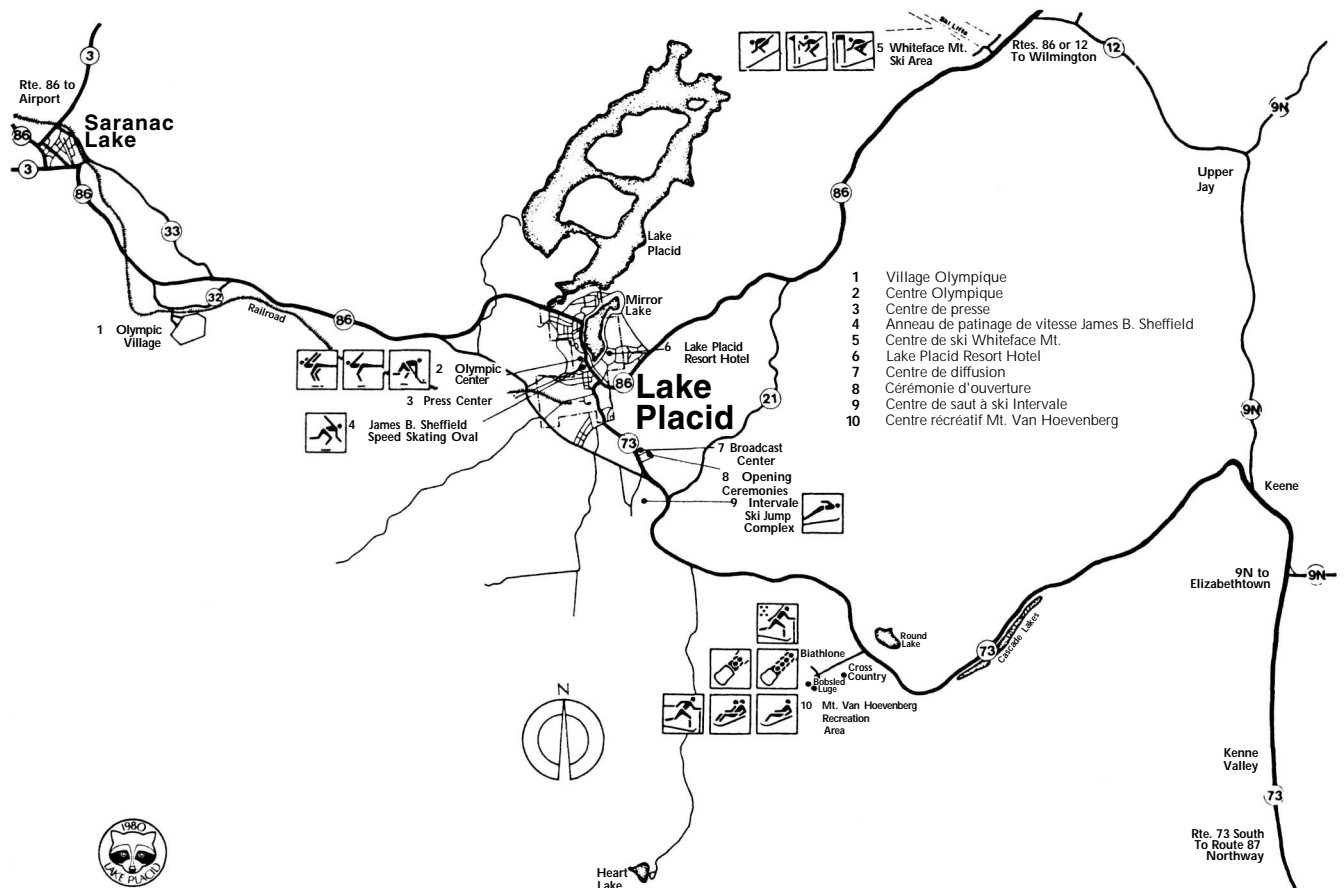 3
Rte. 86 to
Airport
86
Saranac
Lake
3
86
33
32
Railroad
86
1 Olympic
Village
5 Whiteface Mt.
Ski Area
Ski Lifts
Rtes. 86 or 12
To Wilmington
12
9N
Upper
Jay
86
Lake
Placid
Mirror
Lake
6 Lake Placid
Resort Hotel
2 Olympic
Center
3 Press Center
4 James B. Sheffield
Speed Skating Oval
86
Lake
Placid
21
73
7 Broadcast
Center
8 Opening
Ceremonies
9 Intervale
Ski Jump
Complex
1 Village Olympique
2 Centre Olympique
3 Centre de presse
4 Anneau de patinage de vitesse James B. Sheffield
5 Centre de ski Whiteface Mt.
6 Lake Placid Resort Hotel
7 Centre de diffusion
8 Cérémonie d'ouverture
9 Centre de saut à ski Intervale
10 Centre récréatif Mt. Van Hoevenberg
9N
Keene
9N to
Elizabethtown
9N
Round
Lake
73
Cascade Lakes
Biathlone
Cross
Country
Bobsled
Luge
10 Mt. Van Hoevenberg
Recreation
Area
N
Kenne
Valley
73
Rte. 73 South
To Route 87
Northway
Heart
Lake
1980
LAKE PLACID